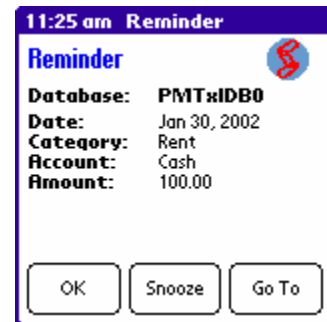 11:25 am Reminder
Reminder
Database: PMTxIDB0
Date: Jan 30, 2002
Category: Rent
Account: Cash
Amount: 100.00
OK Snooze Go To